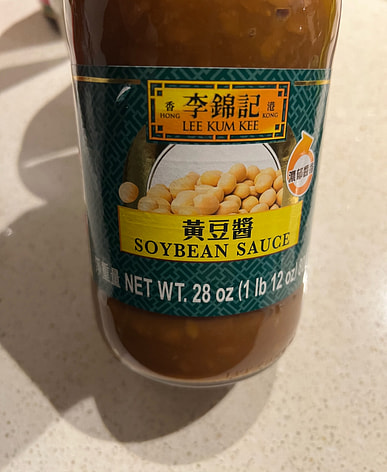 香 李錦記 港
HONG LEE KUM KEE KONG
黃豆醬
SOYBEAN SAUCE
NET WT. 28 oz (1 lb 12 oz)